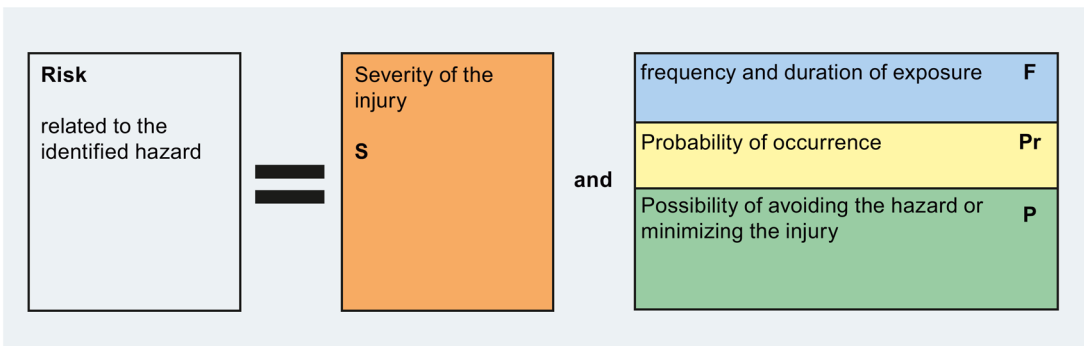 Risk
related to the
identified hazard
Severity of the
injury
S
and
frequency and duration of exposure F
Probability of occurrence Pr
Possibility of avoiding the hazard or
minimizing the injury P